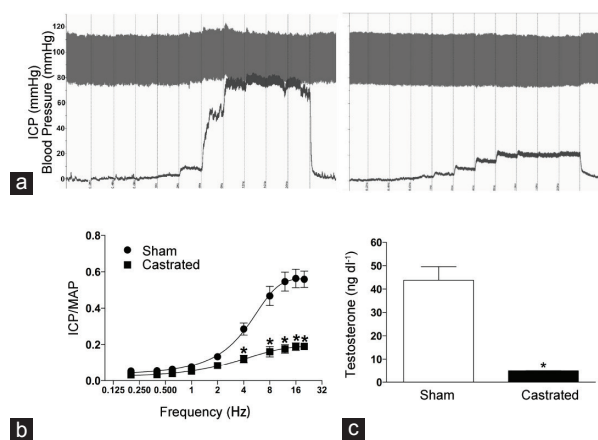 120
100
80
60
40
20
0
ICP (mmHg)
Blood Pressure (mmHg)
a
0.8
0.6
0.4
0.2
0.0
ICP/MAP
Sham
Castrated
* * * * *
0.125 0.250 0.500 1 2 4 8 16 32
Frequency (Hz)
b
60
50
40
30
20
10
0
Testosterone (ng dl-1)
*
Sham Castrated
c